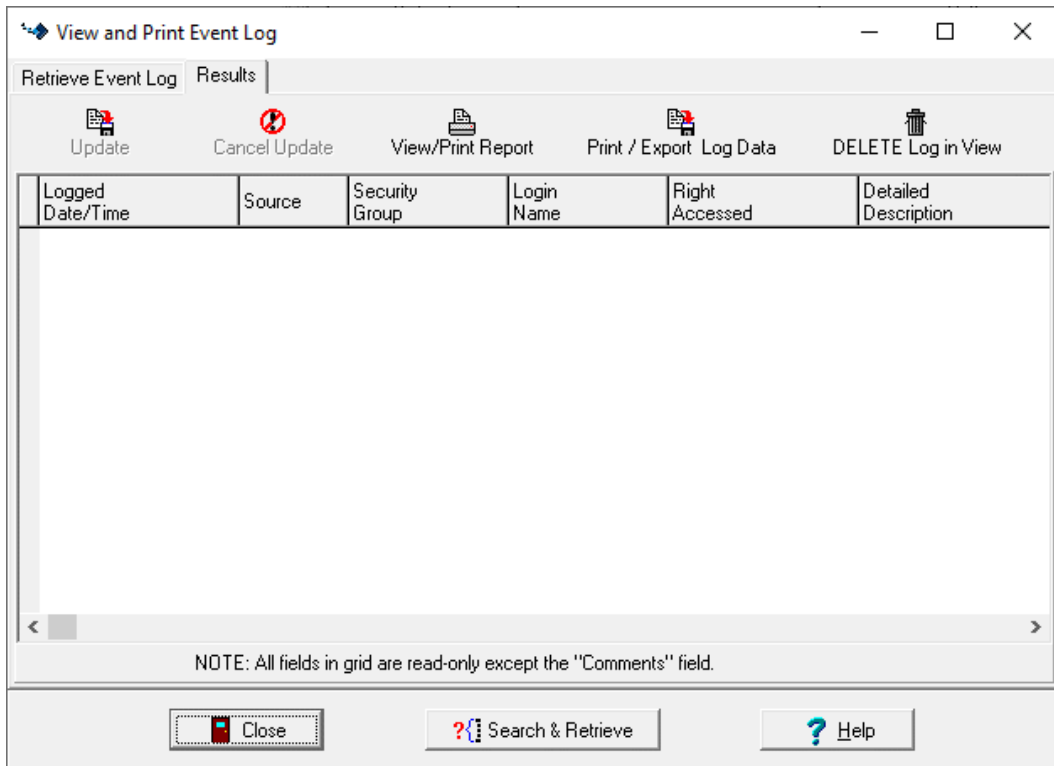 View and Print Event Log
Retrieve Event Log Results
Update Cancel Update View/Print Report Print / Export Log Data DELETE Log in View
Logged Date/Time Source Security Group Login Name Right Accessed Detailed Description
NOTE: All fields in grid are read-only except the "Comments" field.
Close ?{ Search & Retrieve ? Help